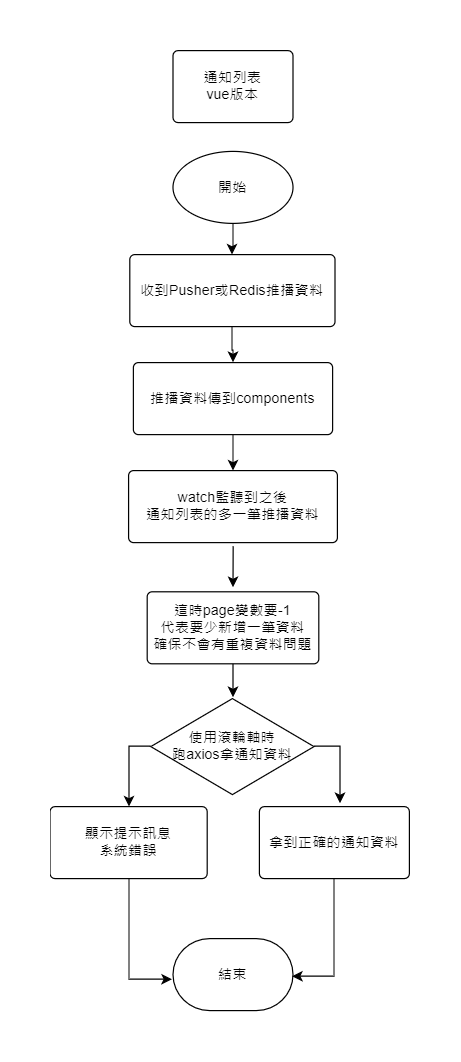 通知列表
vue版本
開始
收到Pusher或Redis推播資料
推播資料傳到components
watch監聽到之後
通知列表的多一筆推播資料
這時page變數要-1
代表要少新增一筆資料
確保不會有重複資料問題
使用滾輪軸時
跑axios拿通知資料
顯示提示訊息
系統錯誤
拿到正確的通知資料
結束